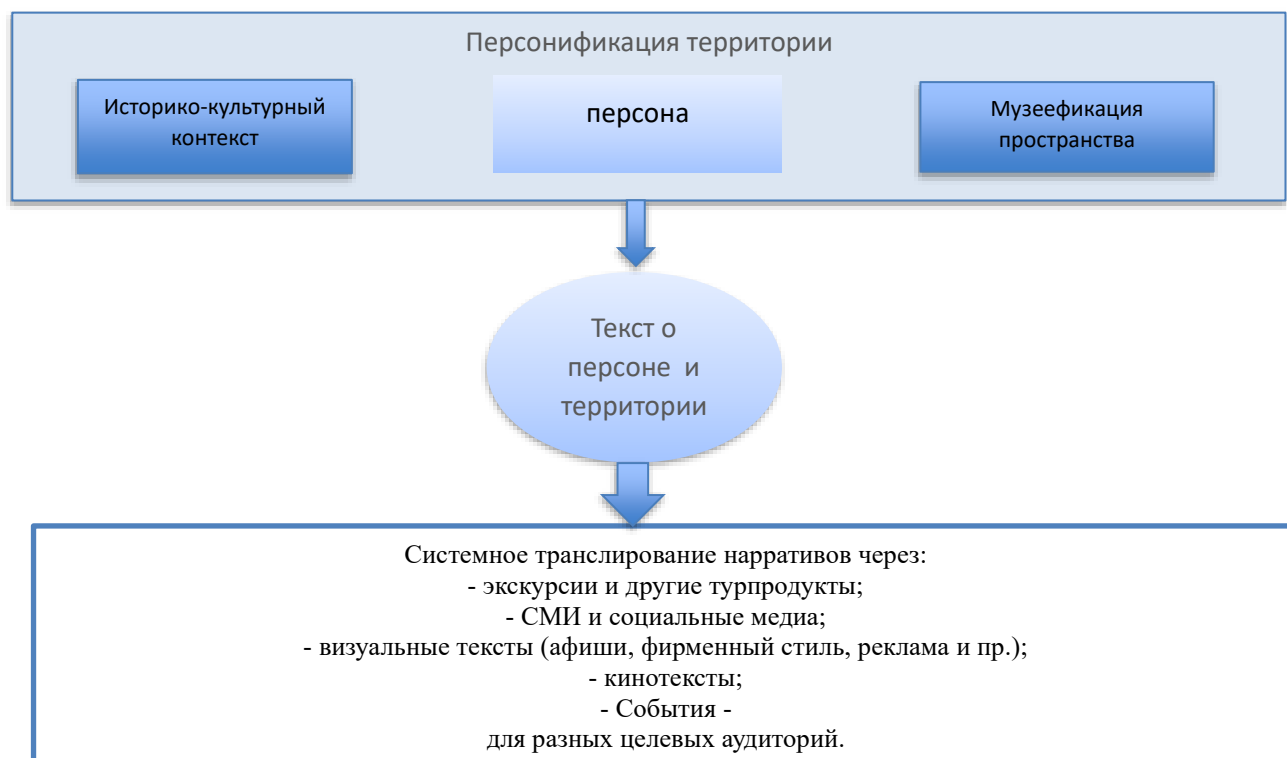 Персонификация территории
Историко-культурный
контекст
персона
Музеефикация
пространства
Текст о
персоне и
территории
Системное транслирование нарративов через:
- экскурсии и другие турпродукты;
- СМИ и социальные медиа;
- визуальные тексты (афиши, фирменный стиль, реклама и пр.);
- кинотексты;
- События -
для разных целевых аудиторий.